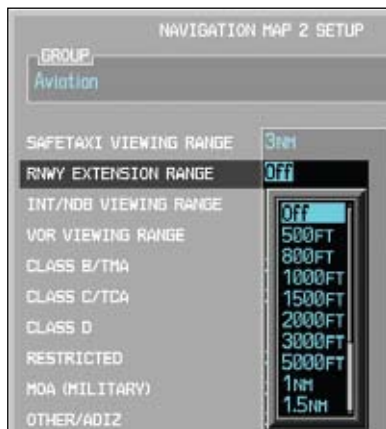 NAVIGATION MAP 2 SETUP
GROUP
Aviation
SAFETAXI VIEWING RANGE 3NM
RNWY EXTENSION RANGE Off
INT/NDB VIEWING RANGE
VOR VIEWING RANGE
CLASS B/TMA
CLASS C/TCA
CLASS D
RESTRICTED
MOA (MILITARY)
OTHER/ADIZ
Off
500FT
800FT
1000FT
1500FT
2000FT
3000FT
5000FT
1NM
1.5NM